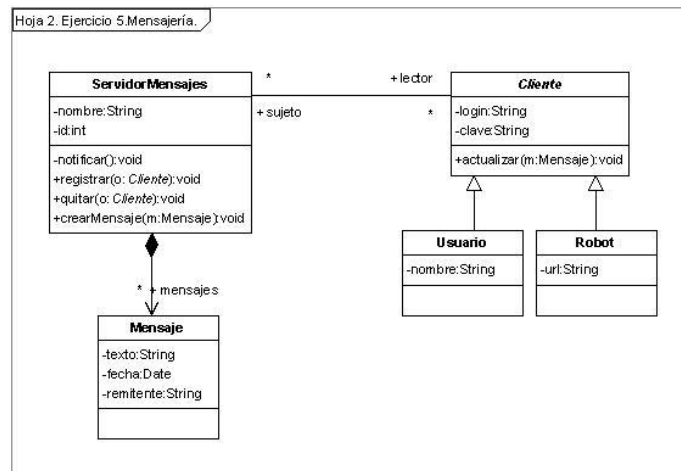 Hoja 2. Ejercicio 5.Mensajería.
ServidorMensajes
-nombre:String
-id:int
-notificar():void
+registrar(o: Cliente):void
+quitar(o: Cliente):void
+crearMensaje(m:Mensaje):void
*
+ lector
+ sujeto
*
Cliente
-login:String
-clave:String
+actualizar(m:Mensaje):void
Usuario
-nombre:String
Robot
-url:String
* + mensajes
Mensaje
-texto:String
-fecha:Date
-remitente:String